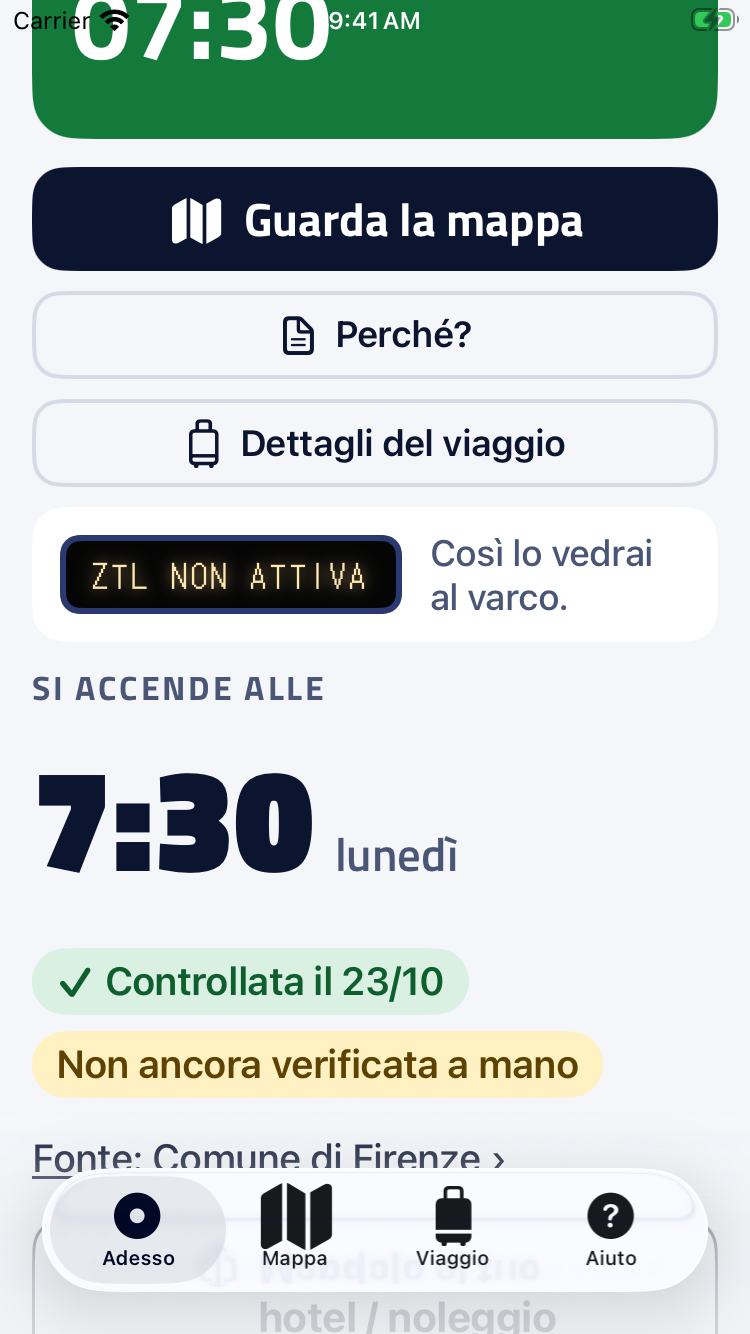 Carrier 9:41 AM
07:30
Guarda la mappa
Perché?
Dettagli del viaggio
ZTL NON ATTIVA
Così lo vedrai
al varco.
SI ACCENDE ALLE
7:30 lunedì
Controllata il 23/10
Non ancora verificata a mano
Fonte: Comune di Firenze ›
Adesso Mappa Viaggio Aiuto
hotel / noleggio